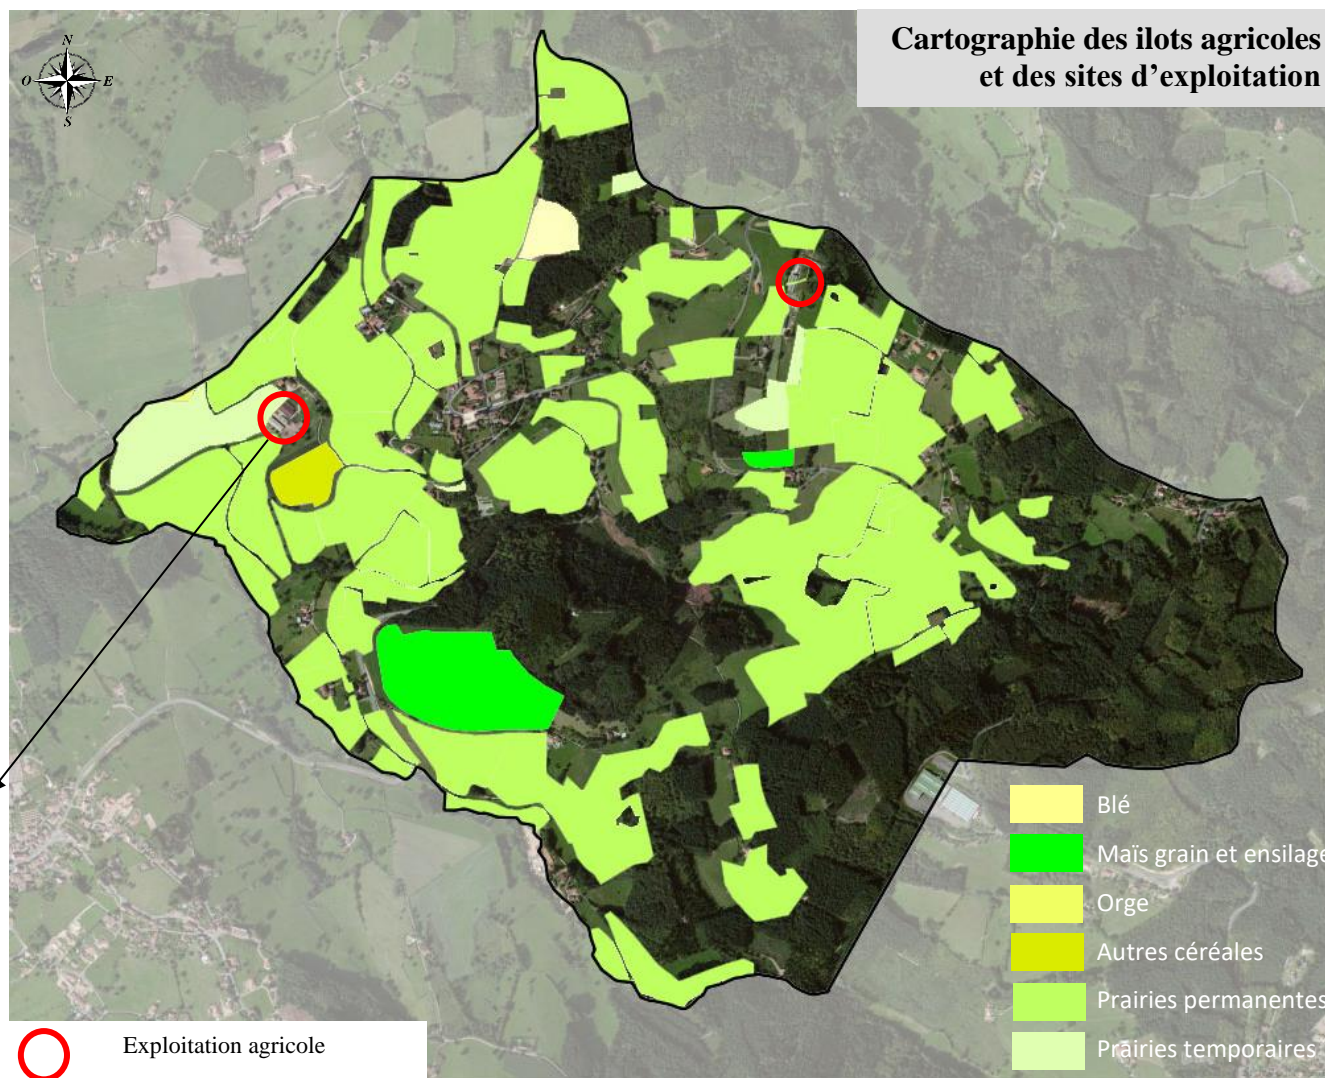 Cartographie des ilots agricoles
et des sites d'exploitation
N
O
E
S
Blé
Maïs grain et ensilage
Orge
Autres céréales
Prairies permanentes
Prairies temporaires
Exploitation agricole